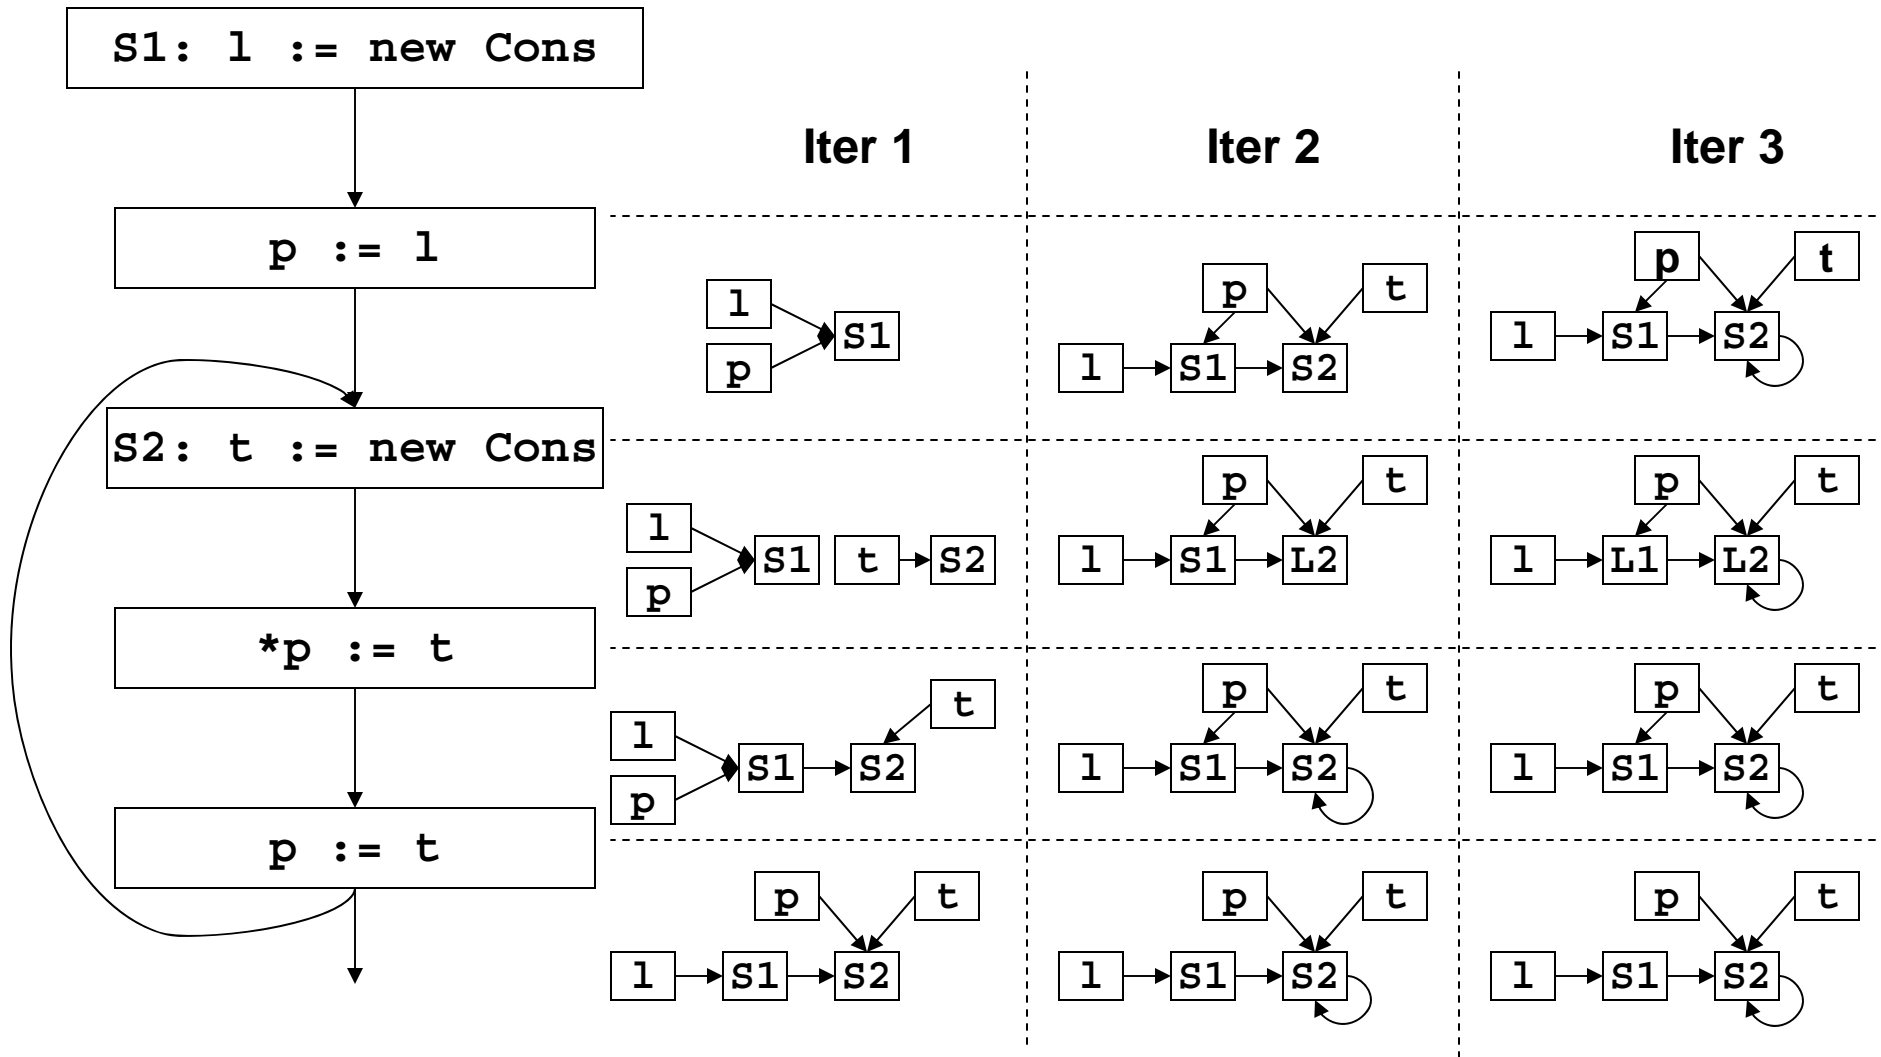 S1: l := new Cons
p := l
S2: t := new Cons
*p := t
p := t
Iter 1 Iter 2 Iter 3
l
p
S1
p t
l S1 S2
p t
l S1 S2
l
p
S1 t S2
p t
l S1 L2
p t
l L1 L2
t
l
p
S1 S2
p t
l S1 S2
p t
l S1 S2
p t
l S1 S2
p t
l S1 S2
p t
l S1 S2